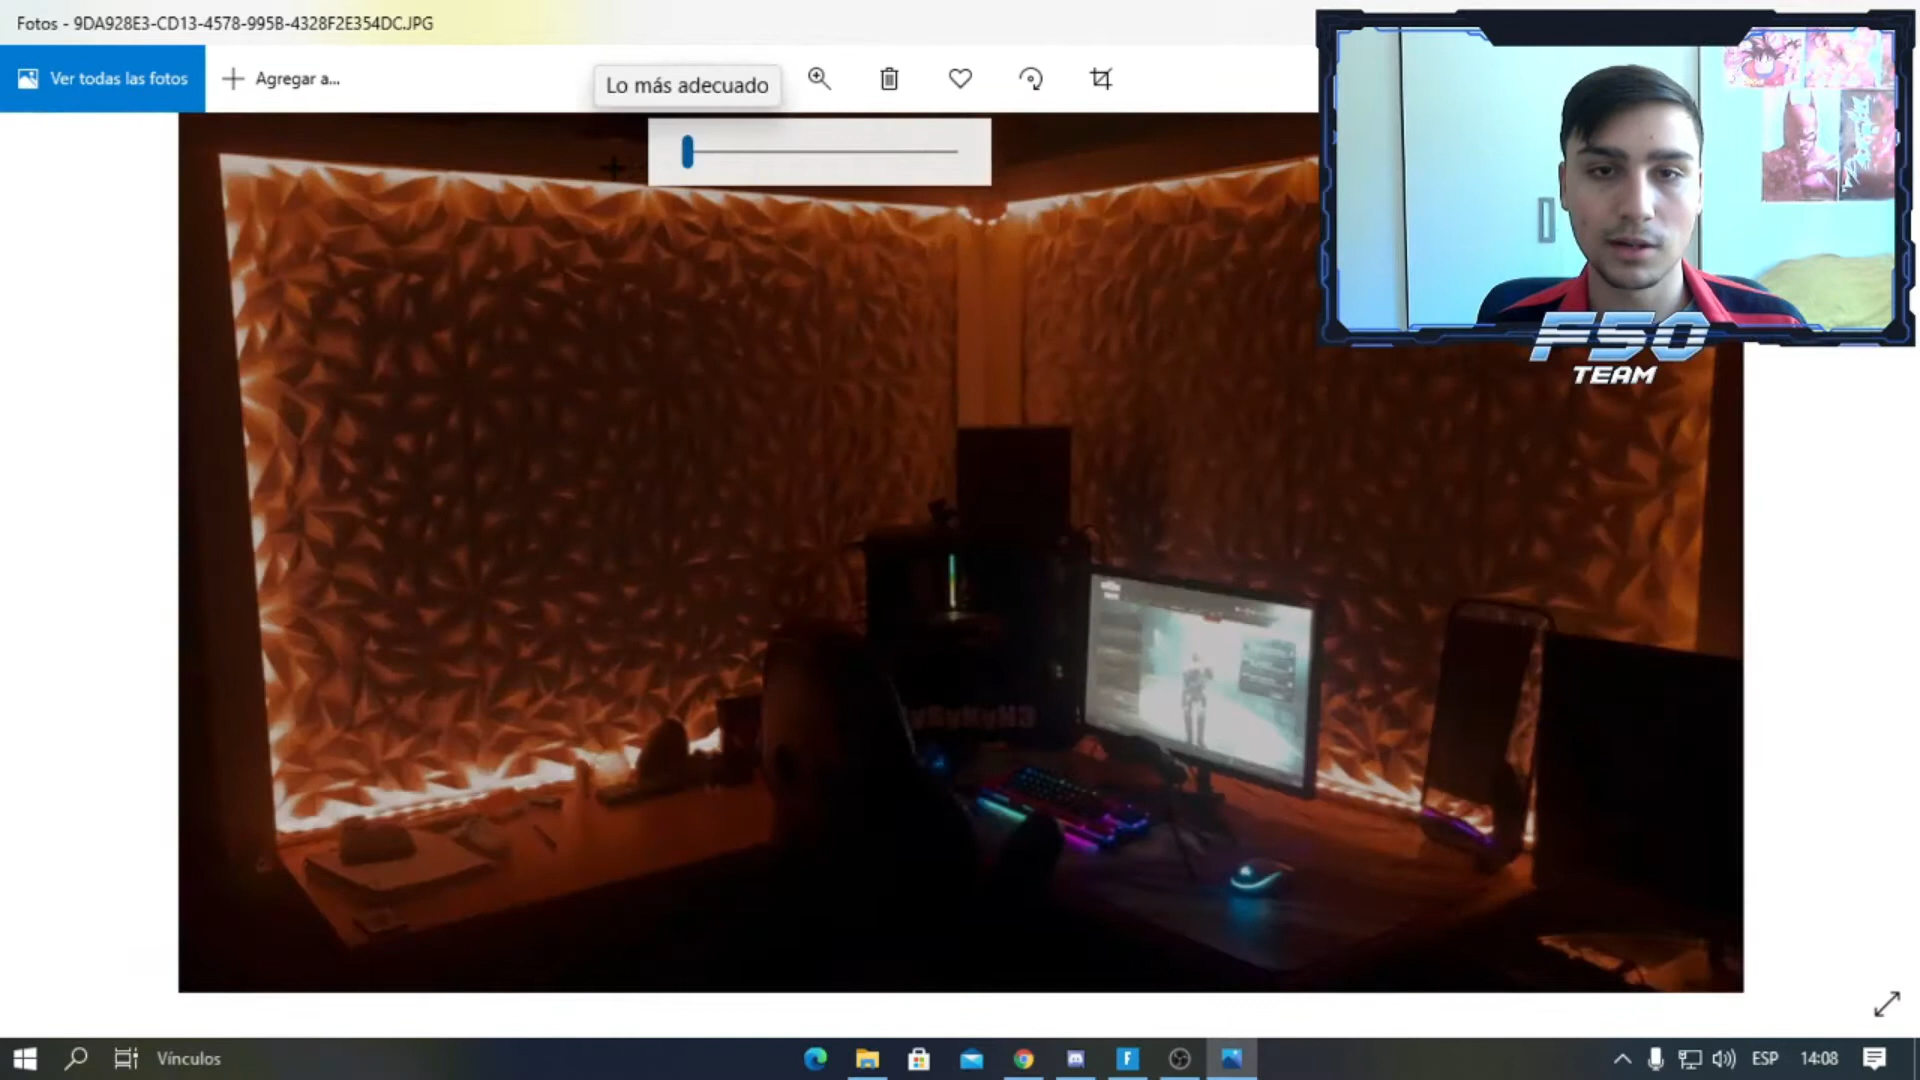 Fotos - 9DA928E3-CD13-4578-995B-4328F2E354DC.JPG
Ver todas las fotos
Agregar a...
Lo más adecuado
F50
TEAM
Vínculos
ESP
14:08